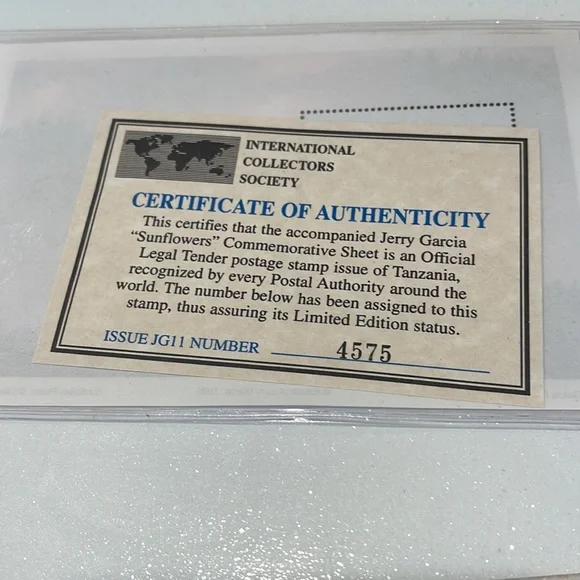 INTERNATIONAL
COLLECTORS
SOCIETY
CERTIFICATE OF AUTHENTICITY
This certifies that the accompanied Jerry Garcia
“Sunflowers” Commemorative Sheet is an Official
Legal Tender postage stamp issue of Tanzania,
recognized by every Postal Authority around the
world. The number below has been assigned to this
stamp, thus assuring its Limited Edition status.
ISSUE JG11 NUMBER 4575